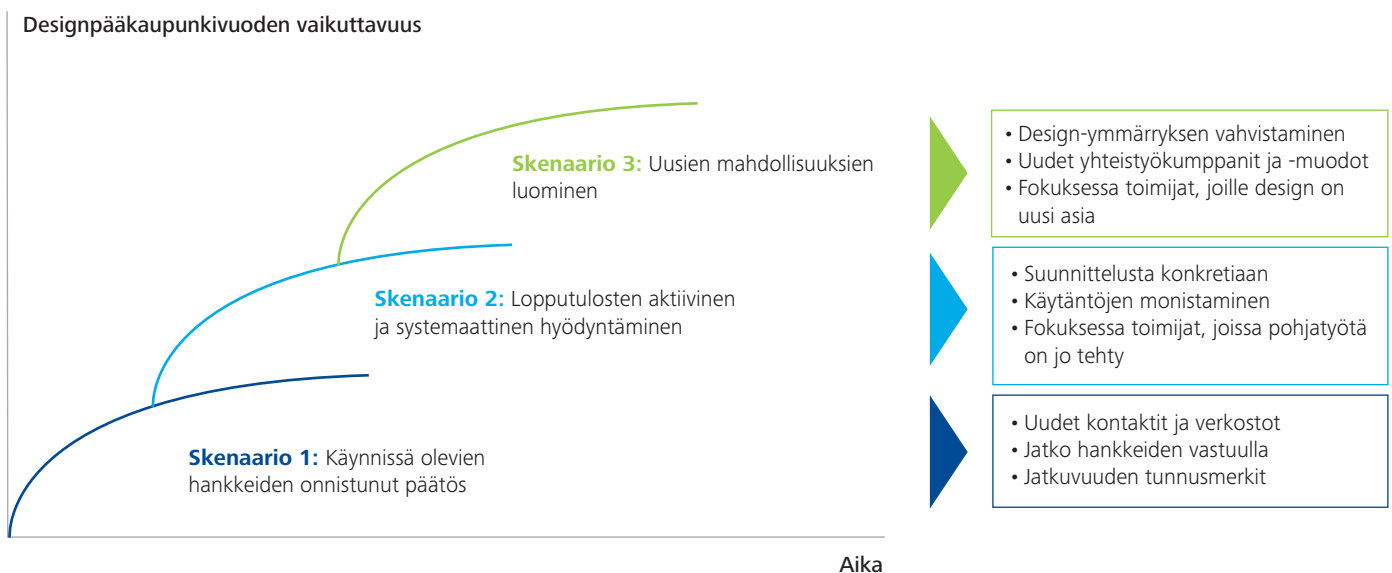 Designpääkaupunkivuoden vaikuttavuus
Skenaario 3: Uusien mahdollisuuksien
luominen
Skenaario 2: Lopputulosten aktiivinen
ja systemaattinen hyödyntäminen
Skenaario 1: Käynnissä olevien
hankkeiden onnistunut päätös
Aika
• Design-ymmärryksen vahvistaminen
• Uudet yhteistyökumppanit ja -muodot
• Fokuksessa toimijat, joille design on
uusi asia
• Suunnittelusta konkretiaan
• Käytäntöjen monistaminen
• Fokuksessa toimijat, joissa pohjatyötä
on jo tehty
• Uudet kontaktit ja verkostot
• Jatko hankkeiden vastuulla
• Jatkuvuuden tunnusmerkit